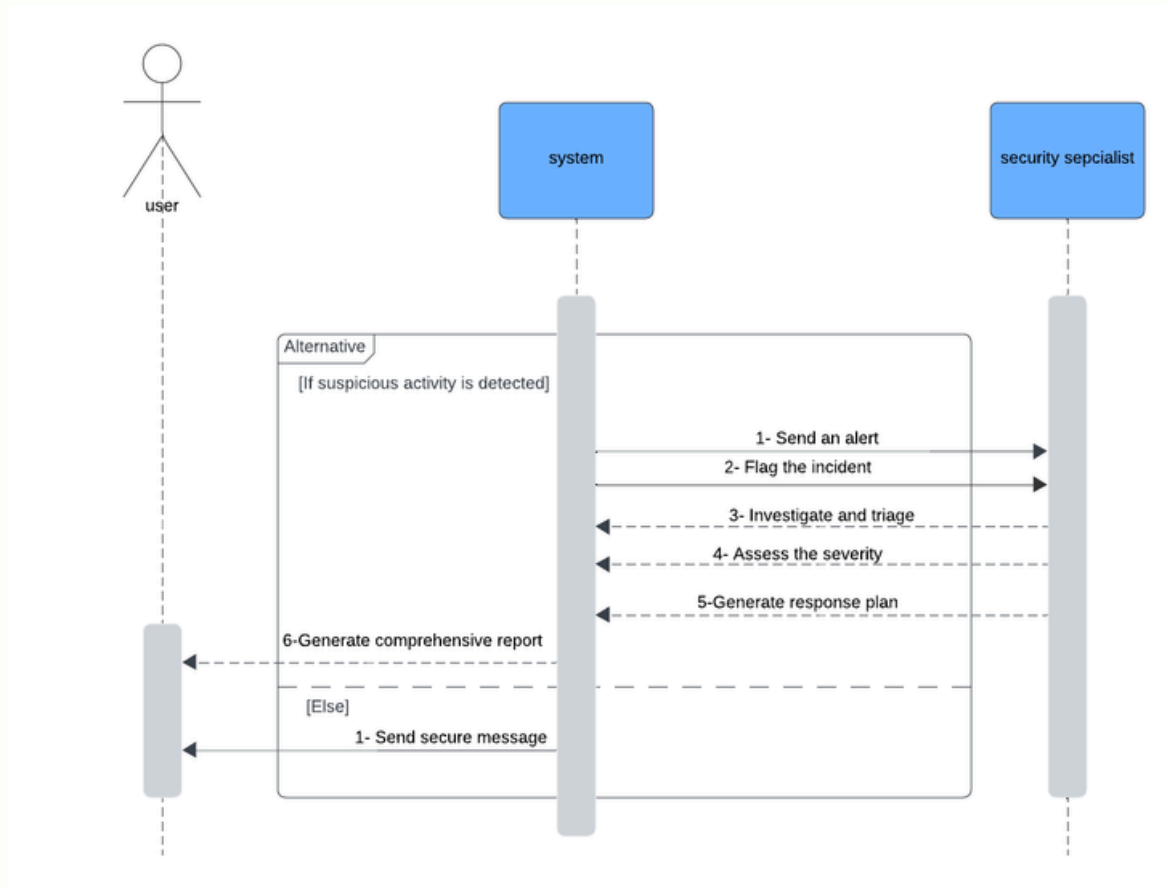 user
system
security sepcialist
Alternative
[If suspicious activity is detected]
1- Send an alert
2- Flag the incident
3- Investigate and triage
4- Assess the severity
5-Generate response plan
6-Generate comprehensive report
[Else]
1- Send secure message